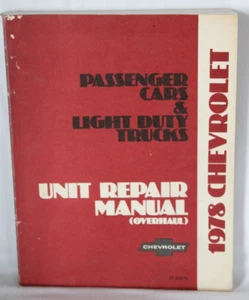 PASSENGER
CARS
&
LIGHT DUTY
TRUCKS
UNIT REPAIR
MANUAL
(OVERHAUL)
CHEVROLET
1978 CHEVROLET